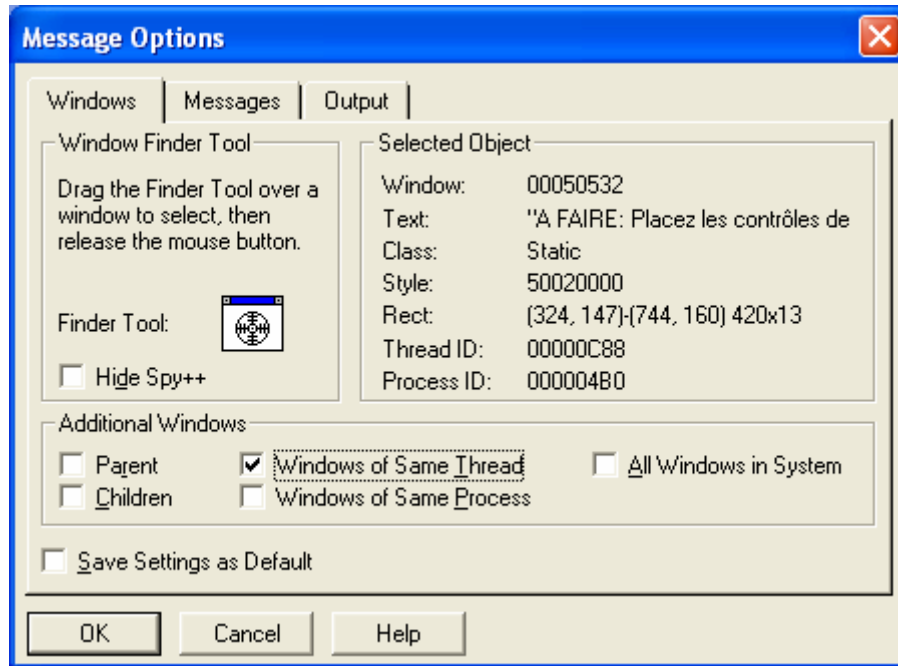 Message Options
Windows Messages Output
Window Finder Tool
Drag the Finder Tool over a
window to select, then
release the mouse button.
Finder Tool:
Hide Spy++
Selected Object
Window: 00050532
Text: "A FAIRE: Placez les contrôles de
Class: Static
Style: 50020000
Rect: (324, 147)-(744, 160) 420x13
Thread ID: 00000C88
Process ID: 000004B0
Additional Windows
Parent Windows of Same Thread All Windows in System
Children Windows of Same Process
Save Settings as Default
OK Cancel Help